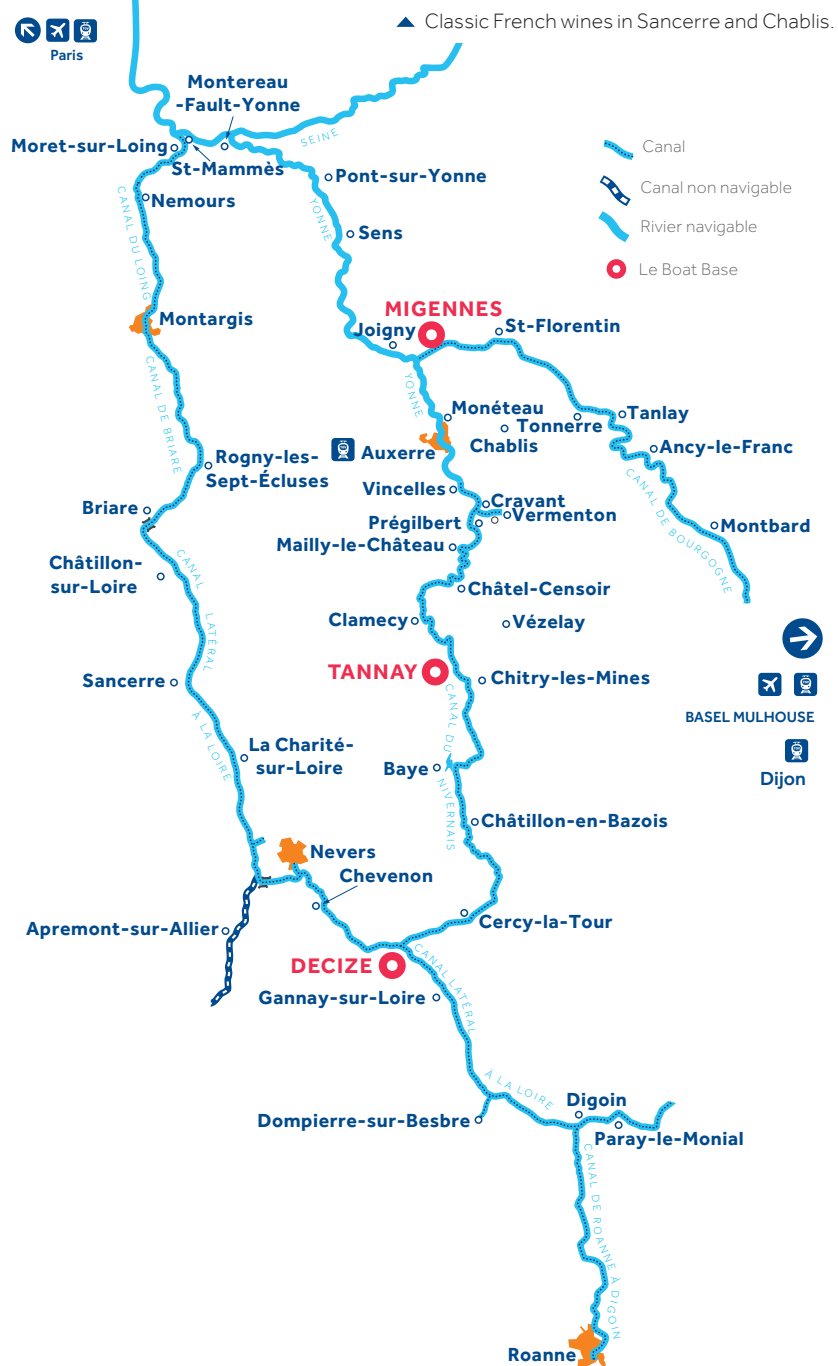 ▲ Classic French wines in Sancerre and Chablis.
Paris
Montereau
-Fault-Yonne
SEINE
Moret-sur-Loing
St-Mammès
Pont-sur-Yonne
Nemours
YONNE
Sens
CANAL DU LOING
Canal
Canal non navigable
Rivier navigable
Le Boat Base
MIGENNES
Montargis
Joigny
St-Florentin
CANAL DE BRIARE
YONNE
Monéteau
Tonnerre
Tanlay
Chablis
Auxerre
Ancy-le-Franc
Rogny-les-
Sept-Écluses
Vincelles
CANAL DE BOURGOGNE
Cravant
Briare
Prégilbert
Vermenton
Montbard
Mailly-le-Château
CANAL LATÉRAL À LA LOIRE
Châtillon-
sur-Loire
Châtel-Censoir
Clamecy
Vézelay
TANNAY
Sancerre
Chitry-les-Mines
BASEL MULHOUSE
Dijon
CANAL DU NIVERNAIS
La Charité-
sur-Loire
Baye
Châtillon-en-Bazois
Nevers
Chevenon
Apremont-sur-Allier
Cercy-la-Tour
DECIZE
CANAL LATÉRAL À LA LOIRE
Gannay-sur-Loire
Digoin
Dompierre-sur-Besbre
Paray-le-Monial
CANAL DE ROANNE À DIGOIN
Roanne